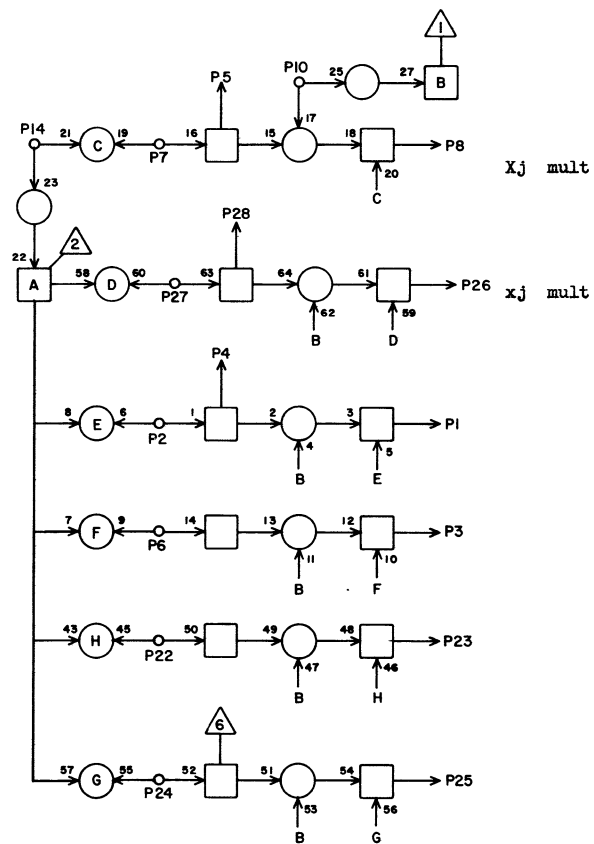 1
P10 25 27 B
P5
P14 21 C 19 P7 16 15 17 18 P8
20
C
Xj mult
23
P28
22 2
A 58 D 60 P27 63 64 61 P26
62 59
B D
xj mult
P4
8 E 6 P2 1 2 3 P1
4 5
B E
7 F 9 P6 14 13 12 P3
11 10
B F
43 H 45 P22 50 49 48 P23
47 46
B H
6
57 G 55 P24 52 51 54 P25
53 56
B G